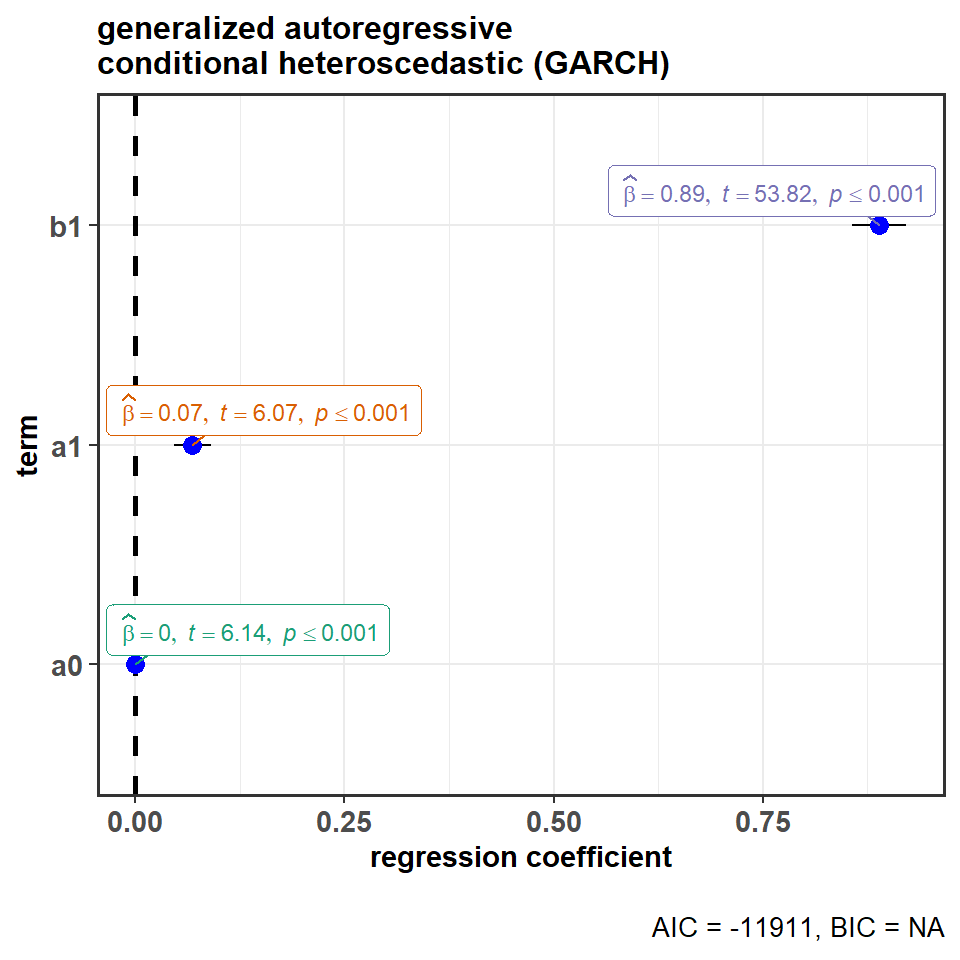 generalized autoregressive
conditional heteroscedastic (GARCH)
β̂ = 0.89, t = 53.82, p ≤ 0.001
b1
β̂ = 0.07, t = 6.07, p ≤ 0.001
a1
term
β̂ = 0, t = 6.14, p ≤ 0.001
a0
0.00 0.25 0.50 0.75
regression coefficient
AIC = -11911, BIC = NA